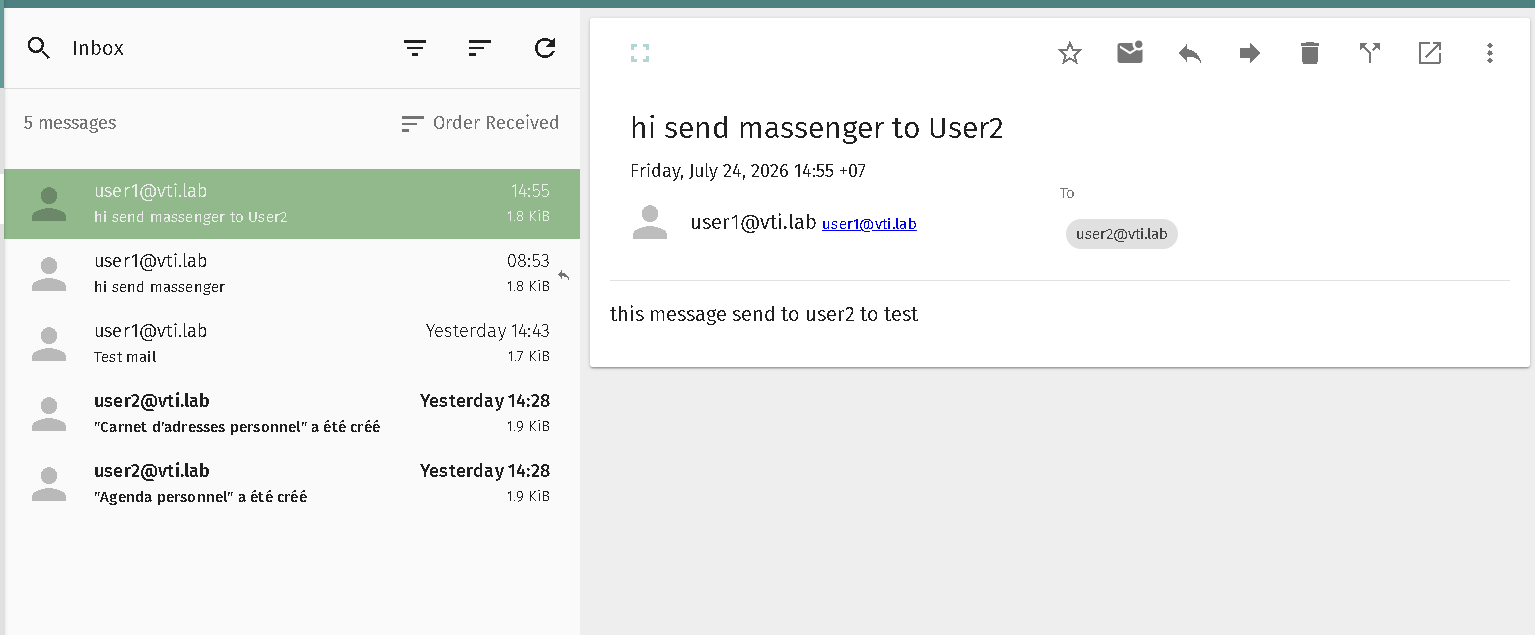 Inbox
5 messages
Order Received
user1@vti.lab 14:55
hi send massenger to User2 1.8 KiB
user1@vti.lab 08:53
hi send massenger 1.8 KiB
user1@vti.lab Yesterday 14:43
Test mail 1.7 KiB
user2@vti.lab Yesterday 14:28
"Carnet d'adresses personnel" a été créé 1.9 KiB
user2@vti.lab Yesterday 14:28
"Agenda personnel" a été créé 1.9 KiB
hi send massenger to User2
Friday, July 24, 2026 14:55 +07
user1@vti.lab user1@vti.lab
To
user2@vti.lab
this message send to user2 to test